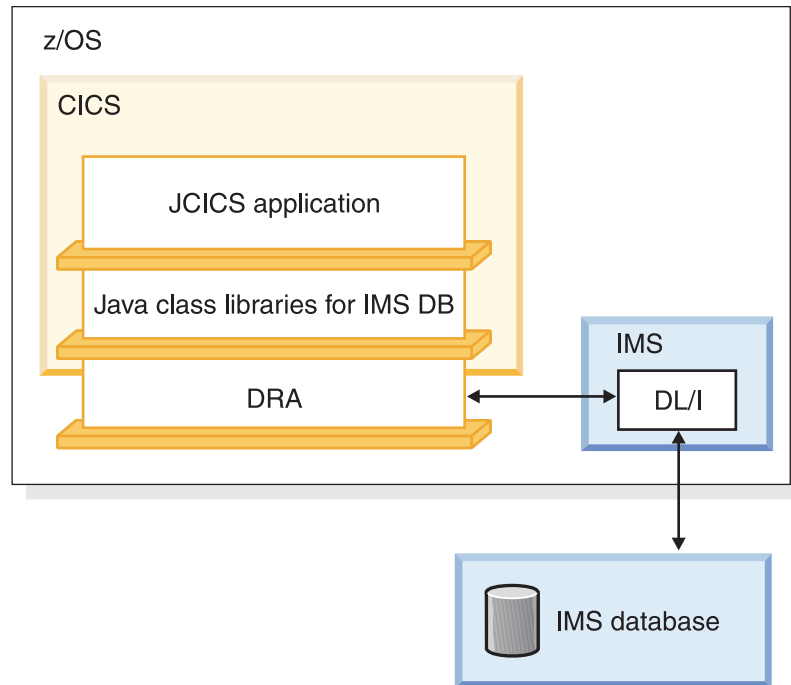 z/OS
CICS
JCICS application
Java class libraries for IMS DB
DRA
IMS
DL/I
IMS database